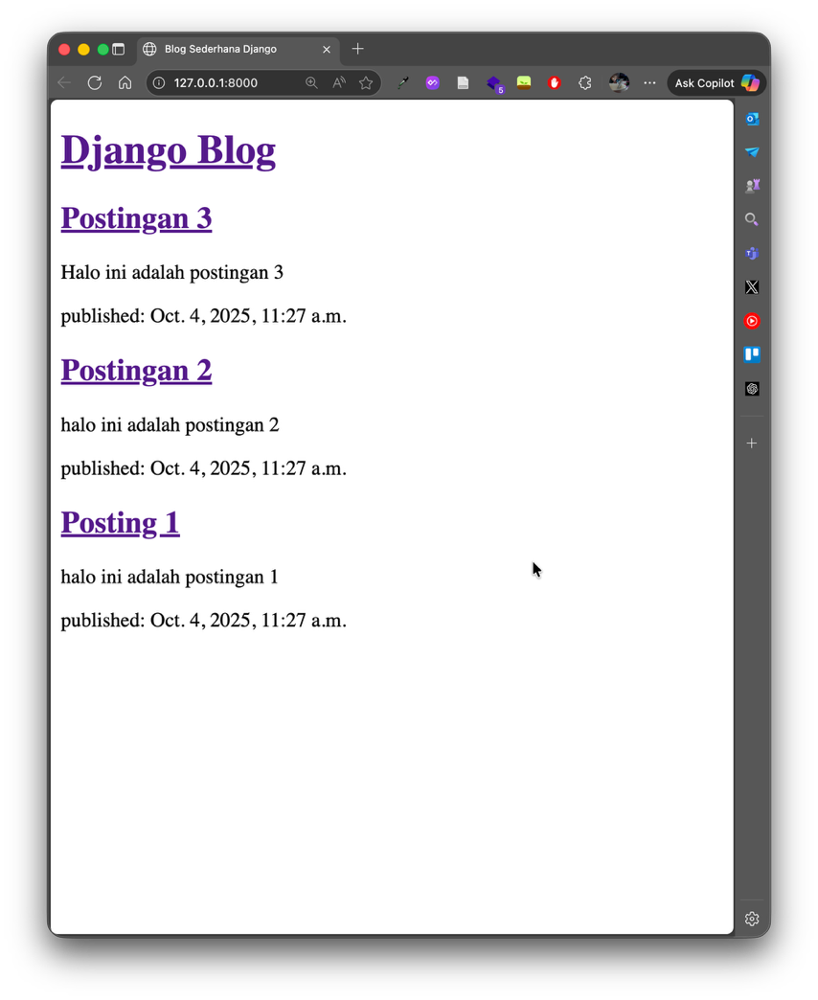 Blog Sederhana Django
127.0.0.1:8000
A
5
Ask Copilot
Django Blog
Postingan 3
Halo ini adalah postingan 3
published: Oct. 4, 2025, 11:27 a.m.
Postingan 2
halo ini adalah postingan 2
published: Oct. 4, 2025, 11:27 a.m.
Posting 1
halo ini adalah postingan 1
published: Oct. 4, 2025, 11:27 a.m.